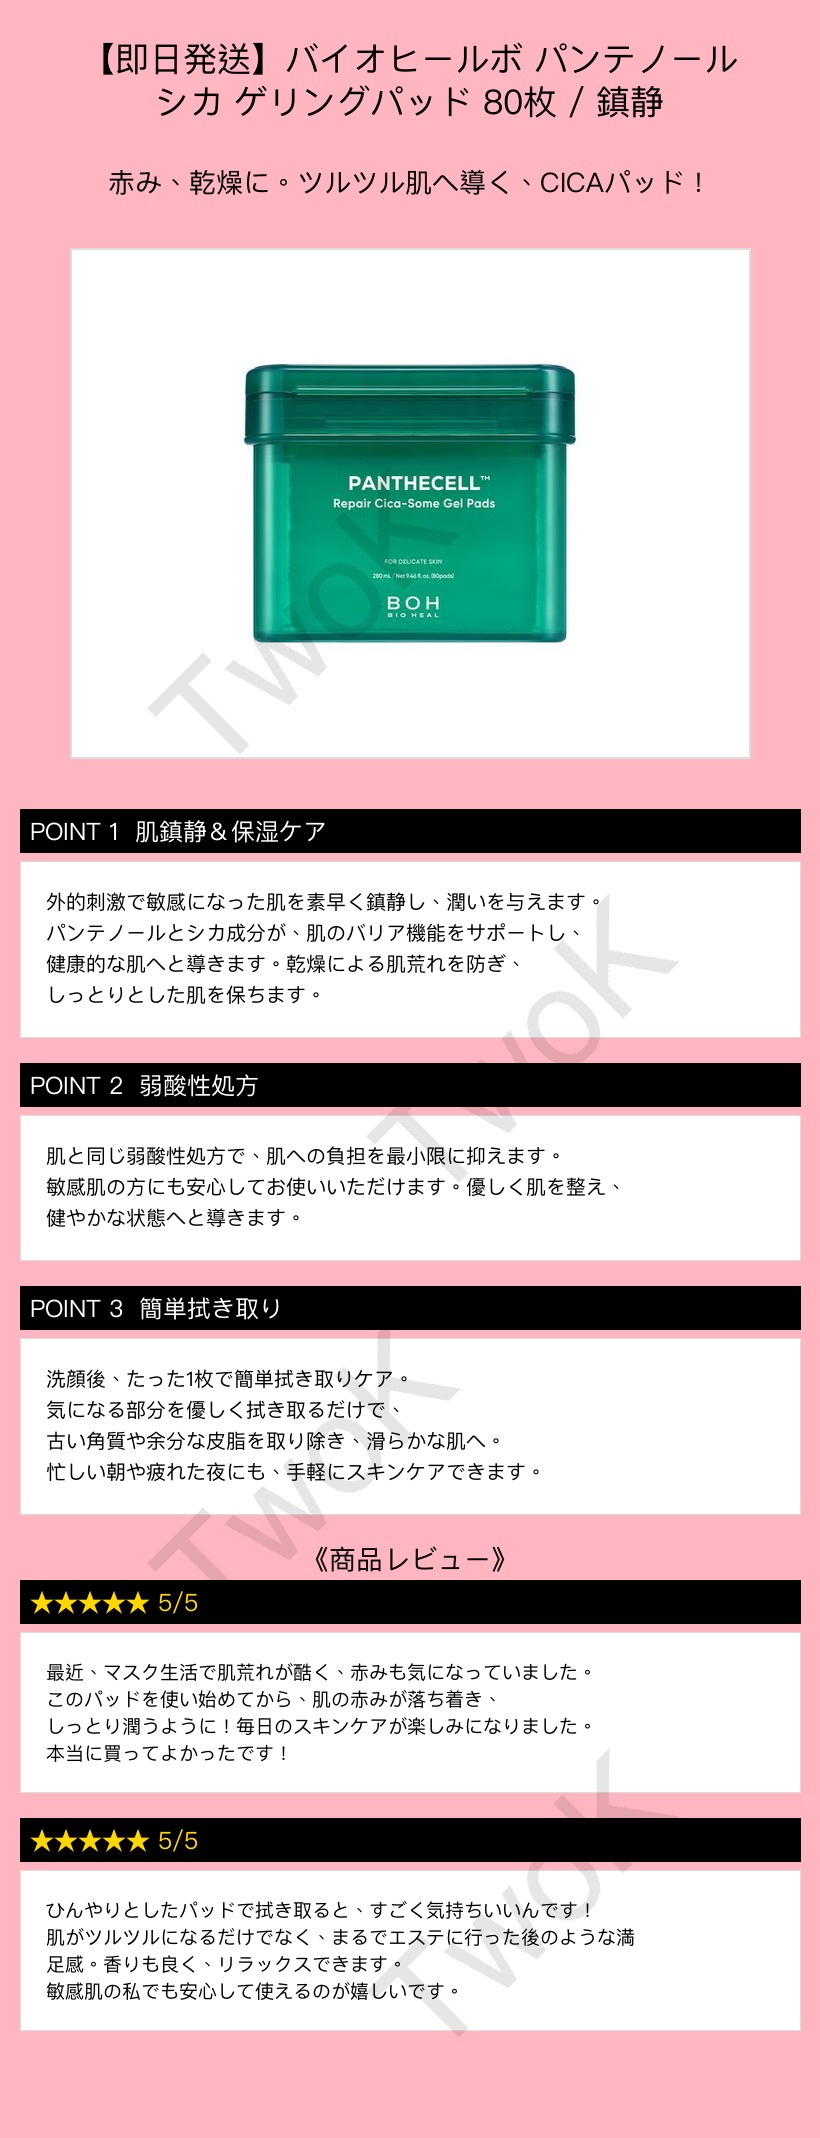 【即日発送】バイオヒールボ パンテノール
シカ ゲリングパッド 80枚 / 鎮静
赤み、乾燥に。ツルツル肌へ導く、CICAパッド！
PANTHECELL™
Repair Cica-Some Gel Pads
FOR DELICATE SKIN
280 mL / Net 9.46 fl. oz. (80pads)
BOH
BIO HEAL
TwoK
POINT 1 肌鎮静＆保湿ケア
外的刺激で敏感になった肌を素早く鎮静し、潤いを与えます。
パンテノールとシカ成分が、肌のバリア機能をサポートし、
健康的な肌へと導きます。乾燥による肌荒れを防ぎ、
しっとりとした肌を保ちます。
TwoK
POINT 2 弱酸性処方
肌と同じ弱酸性処方で、肌への負担を最小限に抑えます。
敏感肌の方にも安心してお使いいただけます。優しく肌を整え、
健やかな状態へと導きます。
POINT 3 簡単拭き取り
洗顔後、たった1枚で簡単拭き取りケア。
気になる部分を優しく拭き取るだけで、
古い角質や余分な皮脂を取り除き、滑らかな肌へ。
忙しい朝や疲れた夜にも、手軽にスキンケアできます。
TwoK
《商品レビュー》
★★★★★ 5/5
最近、マスク生活で肌荒れが酷く、赤みも気になっていました。
このパッドを使い始めてから、肌の赤みが落ち着き、
しっとり潤うように！毎日のスキンケアが楽しみになりました。
本当に買ってよかったです！
★★★★★ 5/5
ひんやりとしたパッドで拭き取ると、すごく気持ちいいんです！
肌がツルツルになるだけでなく、まるでエステに行った後のような満
足感。香りも良く、リラックスできます。
敏感肌の私でも安心して使えるのが嬉しいです。
TwoK